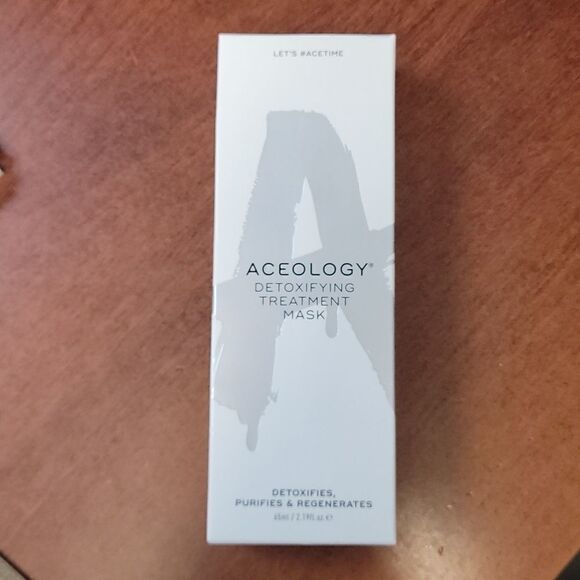 LET'S #ACETIME
ACEOLOGY®
DETOXIFYING
TREATMENT
MASK
DETOXIFIES,
PURIFIES & REGENERATES
65ml / 2.19fl.oz ℮